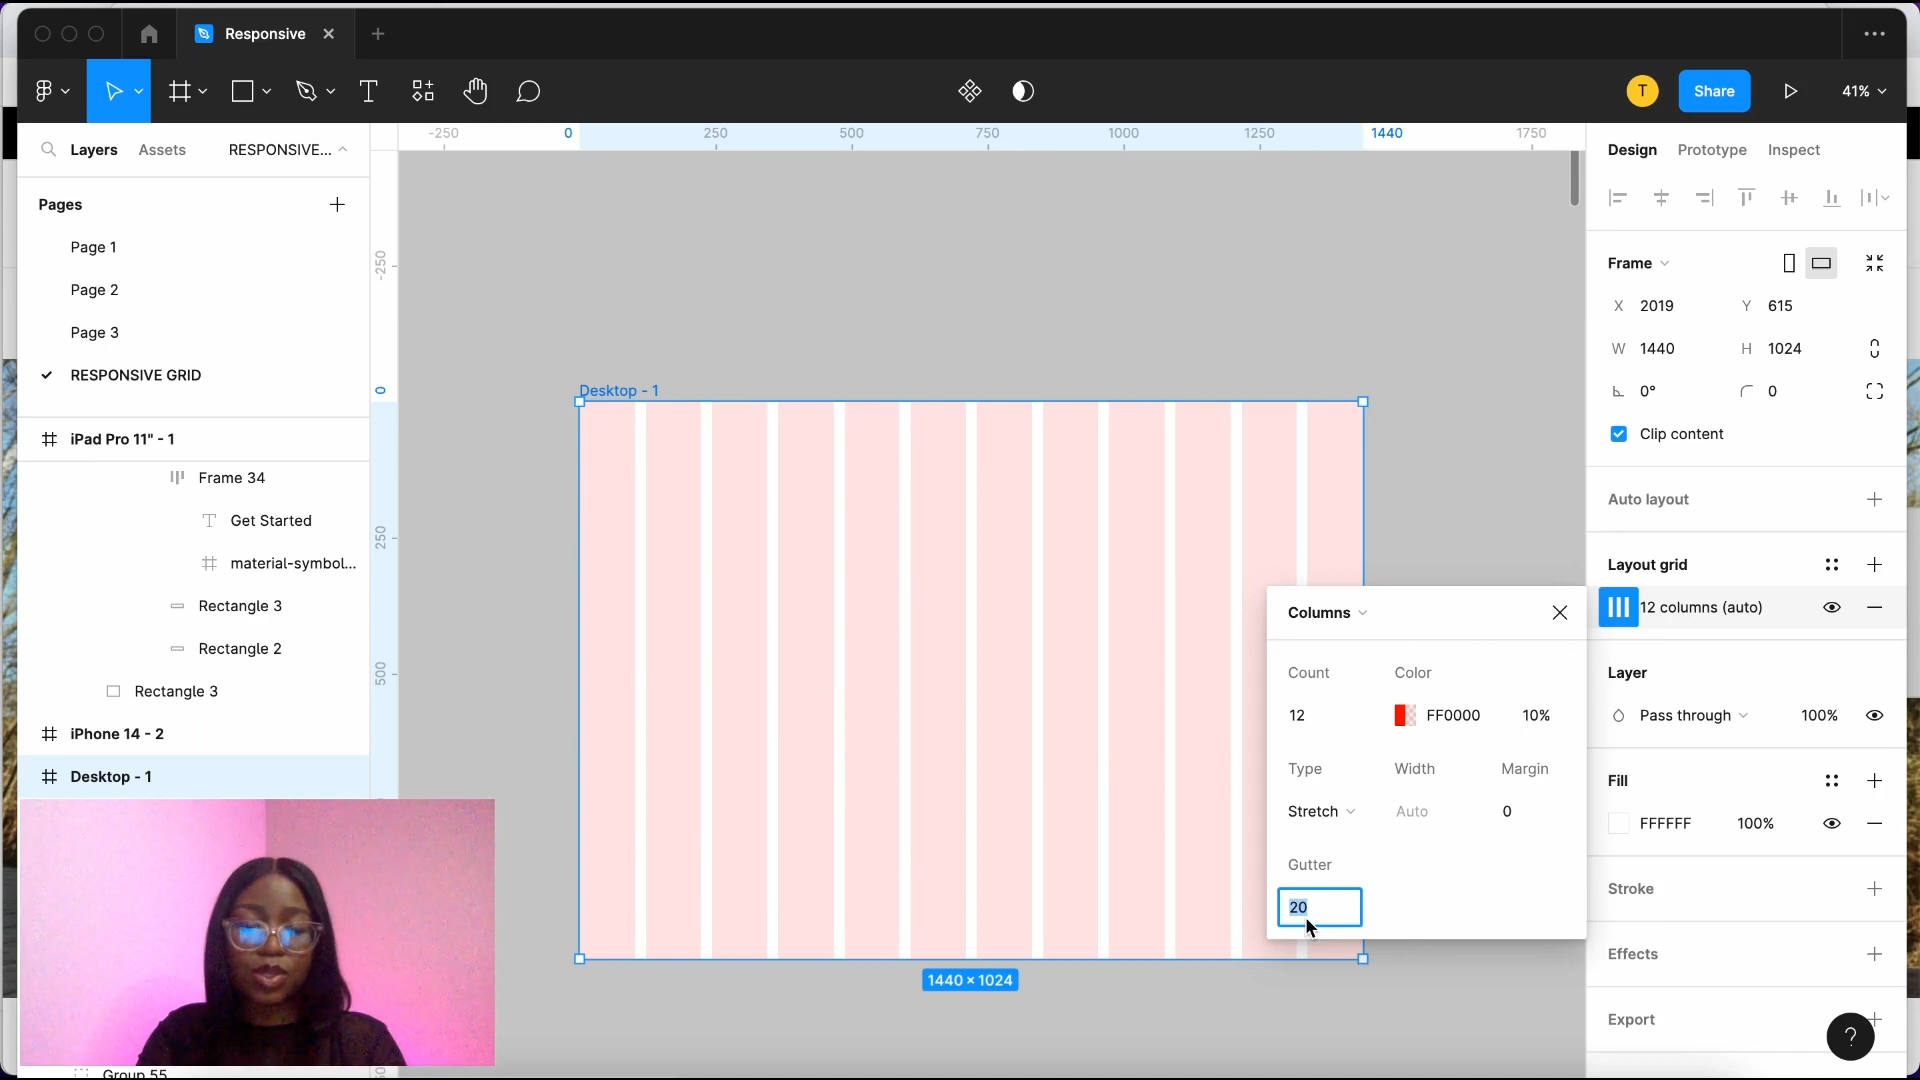 Responsive
T
Share
41%
Layers
Assets
RESPONSIVE...
-250
0
250
500
750
1000
1250
1440
1750
Design
Prototype
Inspect
Pages
Page 1
Page 2
Page 3
RESPONSIVE GRID
iPad Pro 11" - 1
Frame 34
Get Started
material-symbol...
Rectangle 3
Rectangle 2
Rectangle 3
iPhone 14 - 2
Desktop - 1
Group 55
-250
0
250
500
Desktop - 1
1440 × 1024
Columns
Count
Color
12
FF0000
10%
Type
Width
Margin
Stretch
Auto
0
Gutter
20
Frame
X 2019
Y 615
W 1440
H 1024
0°
0
Clip content
Auto layout
Layout grid
12 columns (auto)
Layer
Pass through
100%
Fill
FFFFFF
100%
Stroke
Effects
Export
?